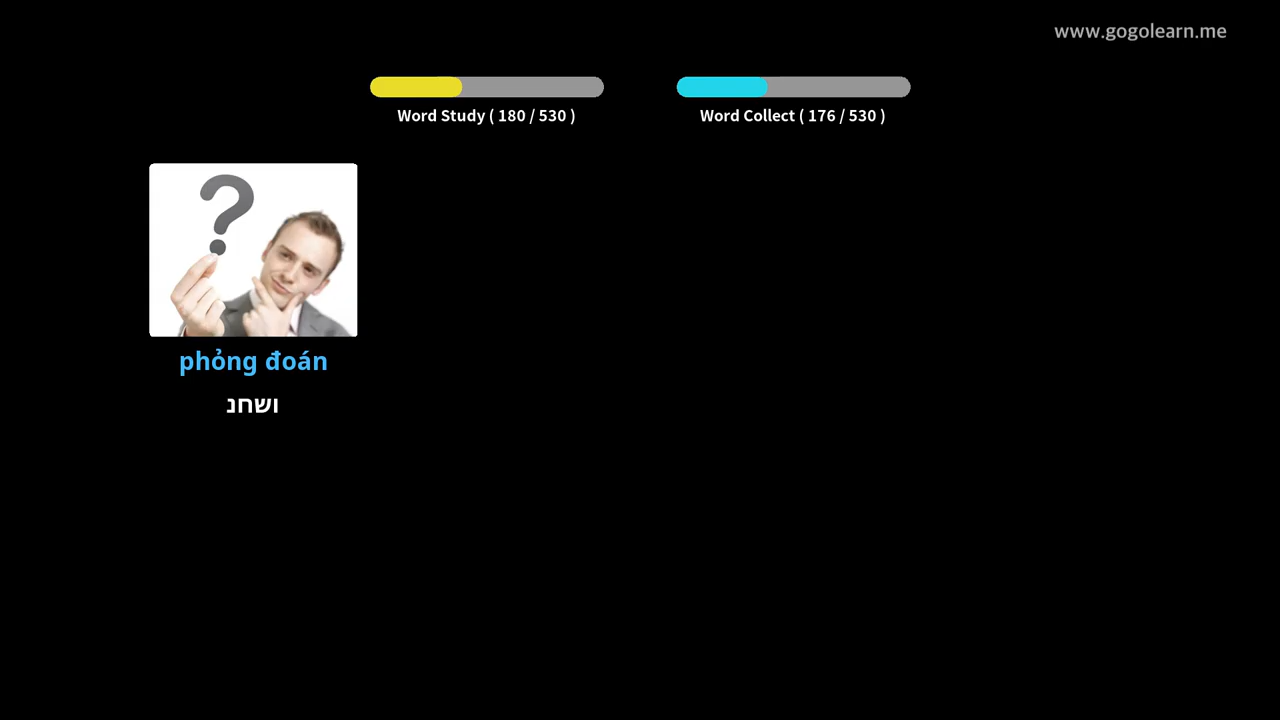 www.gogolearn.me
Word Study ( 180 / 530 )
Word Collect ( 176 / 530 )
phỏng đoán
ושחנ